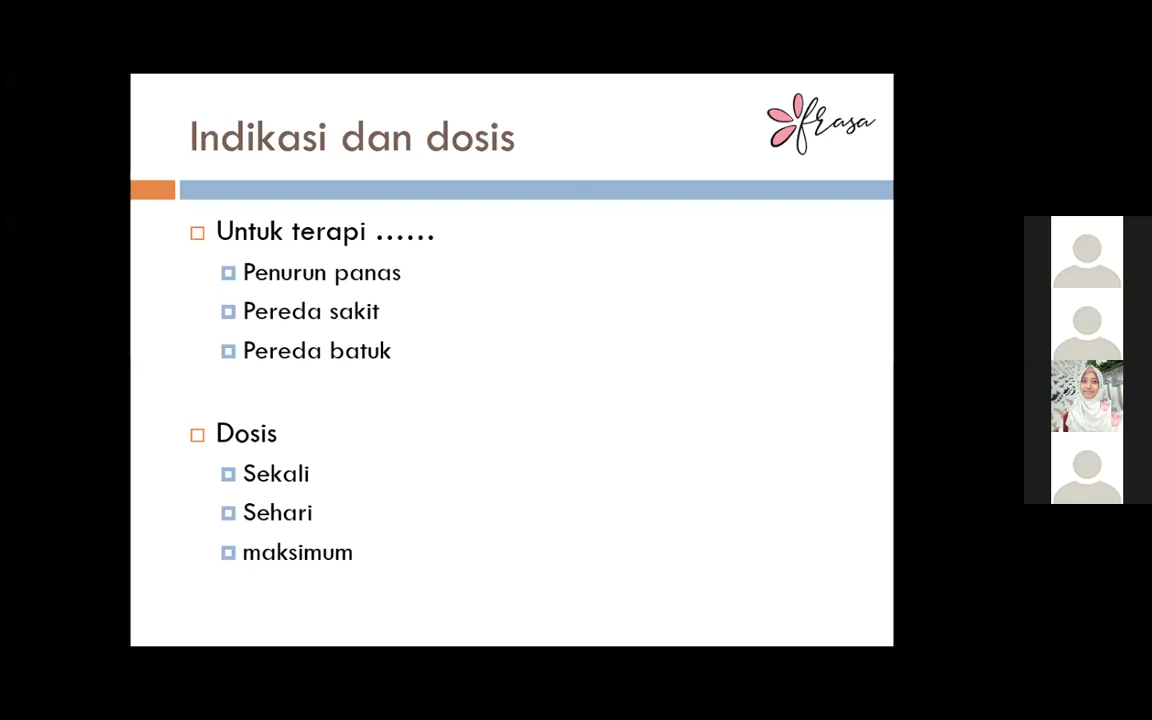 Indikasi dan dosis
frasa
Untuk terapi ......
Penurun panas
Pereda sakit
Pereda batuk
Dosis
Sekali
Sehari
maksimum